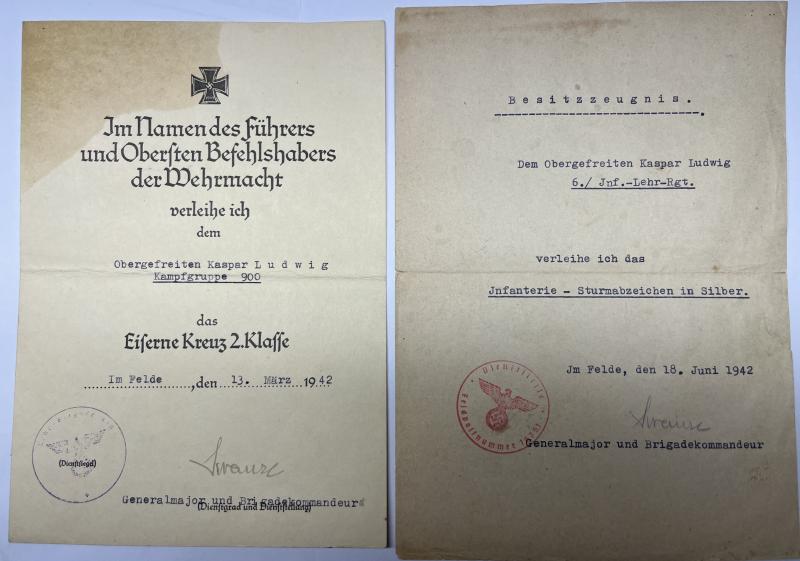 Im Namen des Führers
und Obersten Befehlshabers
der Wehrmacht
verleihe ich
dem
Obergefreiten Kaspar L u d w i g
Kampfgruppe 900
das
Eiserne Kreuz 2. Klasse
Im Felde, den 13. März 1942
(Dienstsiegel)
Generalmajor und Brigadekommandeur
(Dienstgrad und Dienststellung)
B e s i t z z e u g n i s .
Dem Obergefreiten Kaspar Ludwig
6./ Jnf.-Lehr-Rgt.
verleihe ich das
Jnfanterie - Sturmabzeichen in Silber.
Jm Felde, den 18. Juni 1942
Dienststelle
Feldpostnummer
Generalmajor und Brigadekommandeur